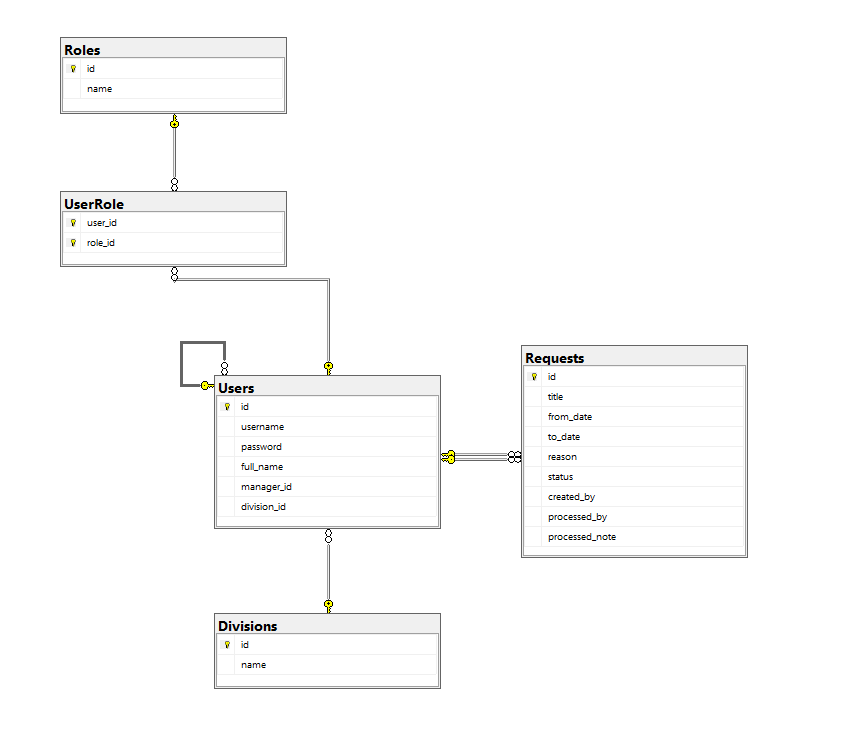 Roles
id
name
UserRole
user_id
role_id
Users
id
username
password
full_name
manager_id
division_id
Requests
id
title
from_date
to_date
reason
status
created_by
processed_by
processed_note
Divisions
id
name